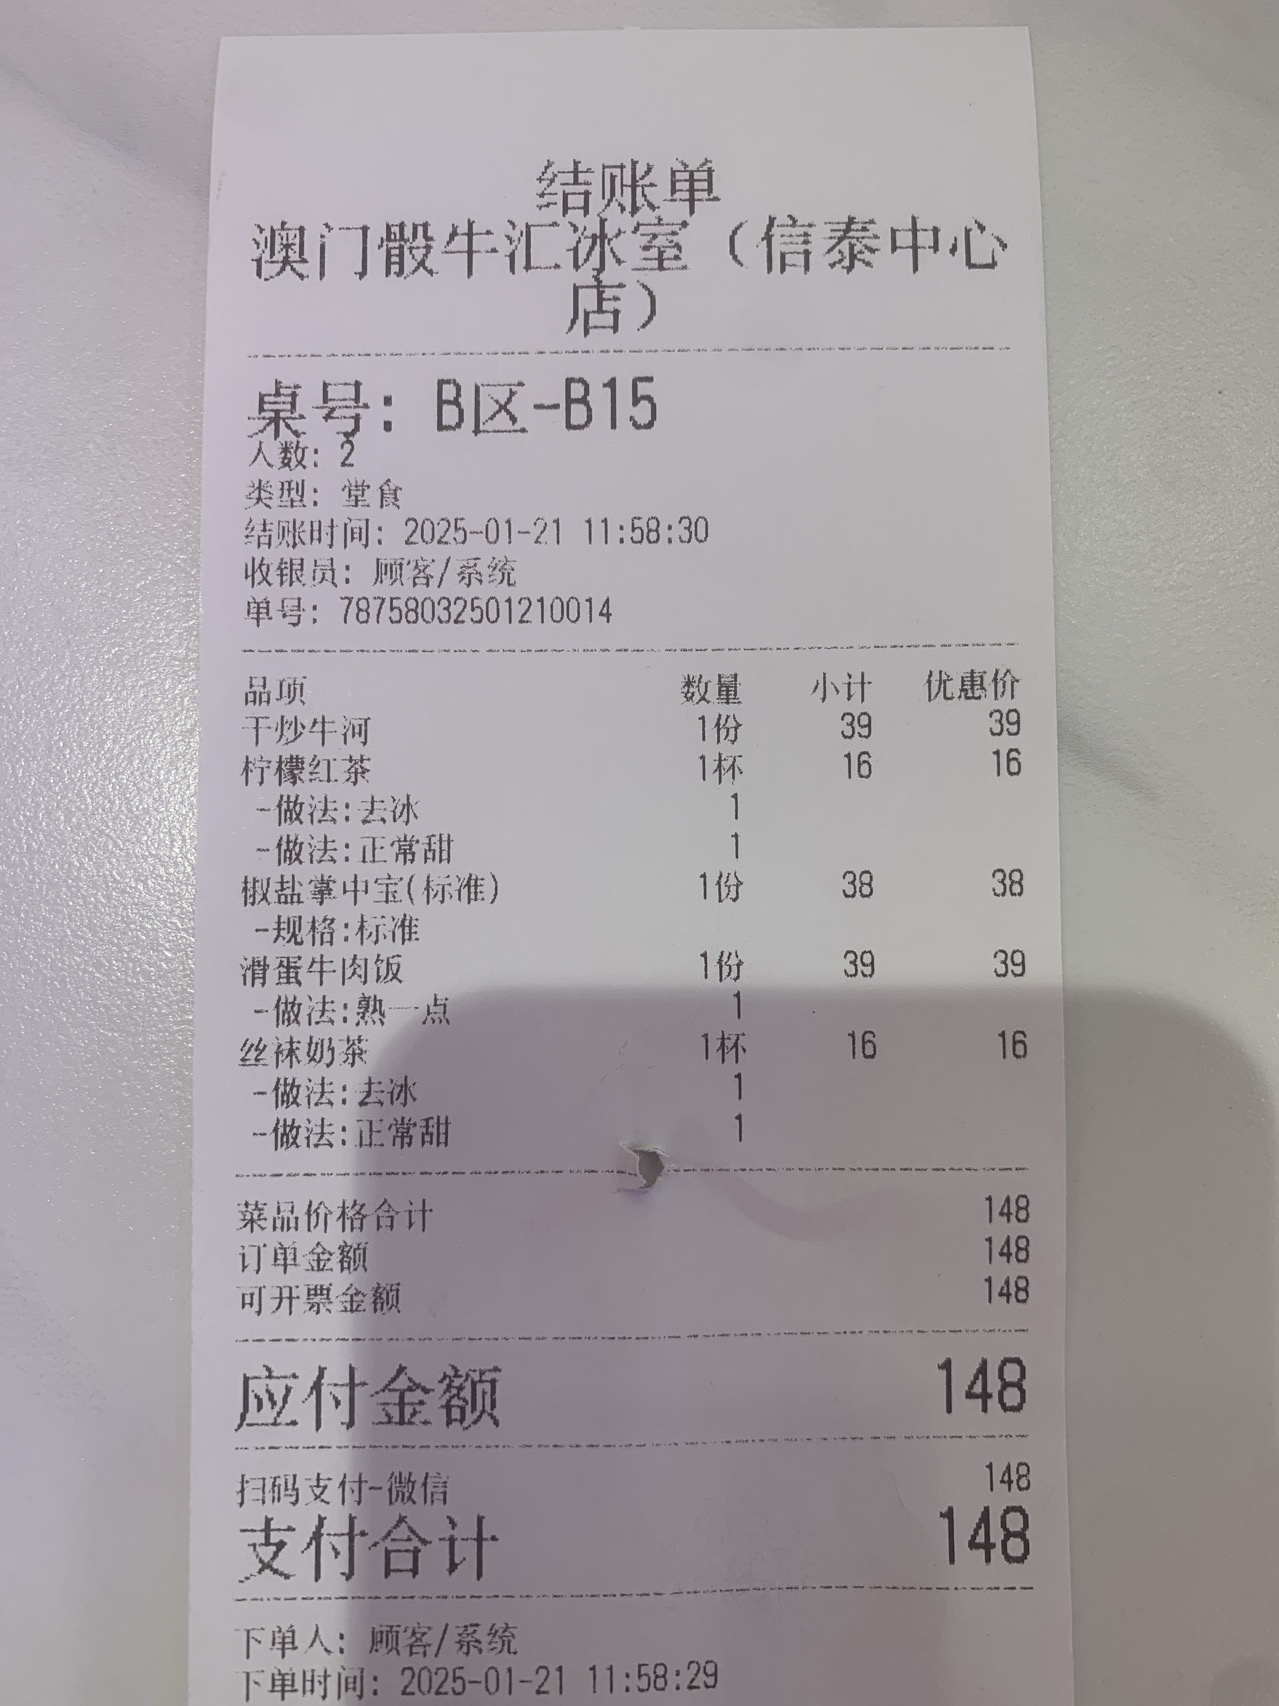 结账单
澳门骰牛汇冰室（信泰中心
店）
桌号：B区-B15
人数：2
类型：堂食
结账时间：2025-01-21 11:58:30
收银员：顾客/系统
单号：78758032501210014
品项 数量 小计 优惠价
干炒牛河 1份 39 39
柠檬红茶 1杯 16 16
-做法:去冰 1
-做法:正常甜 1
椒盐掌中宝(标准) 1份 38 38
-规格:标准
滑蛋牛肉饭 1份 39 39
-做法:熟一点 1
丝袜奶茶 1杯 16 16
-做法:去冰 1
-做法:正常甜 1
菜品价格合计 148
订单金额 148
可开票金额 148
应付金额 148
扫码支付-微信 148
支付合计 148
下单人：顾客/系统
下单时间：2025-01-21 11:58:29